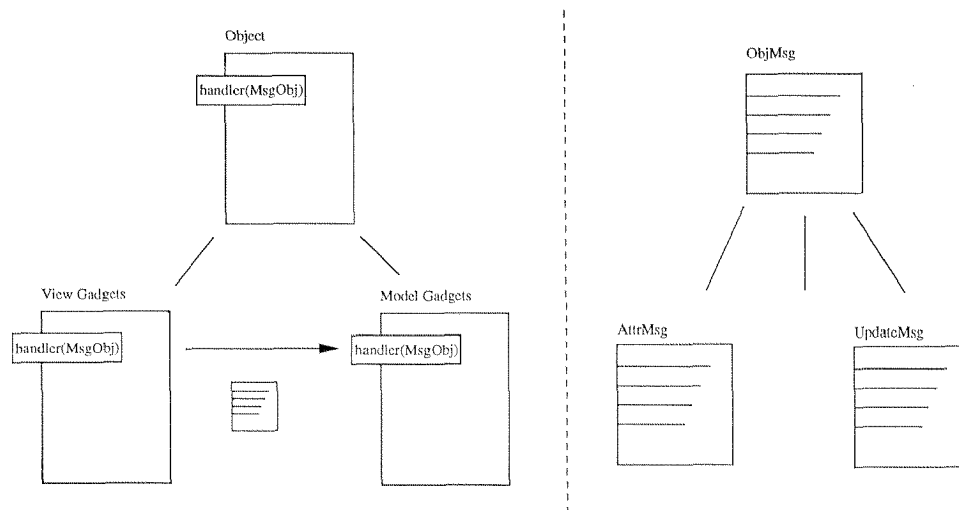 Object
handler(MsgObj)
View Gadgets
handler(MsgObj)
Model Gadgets
handler(MsgObj)
ObjMsg
AttrMsg
UpdateMsg